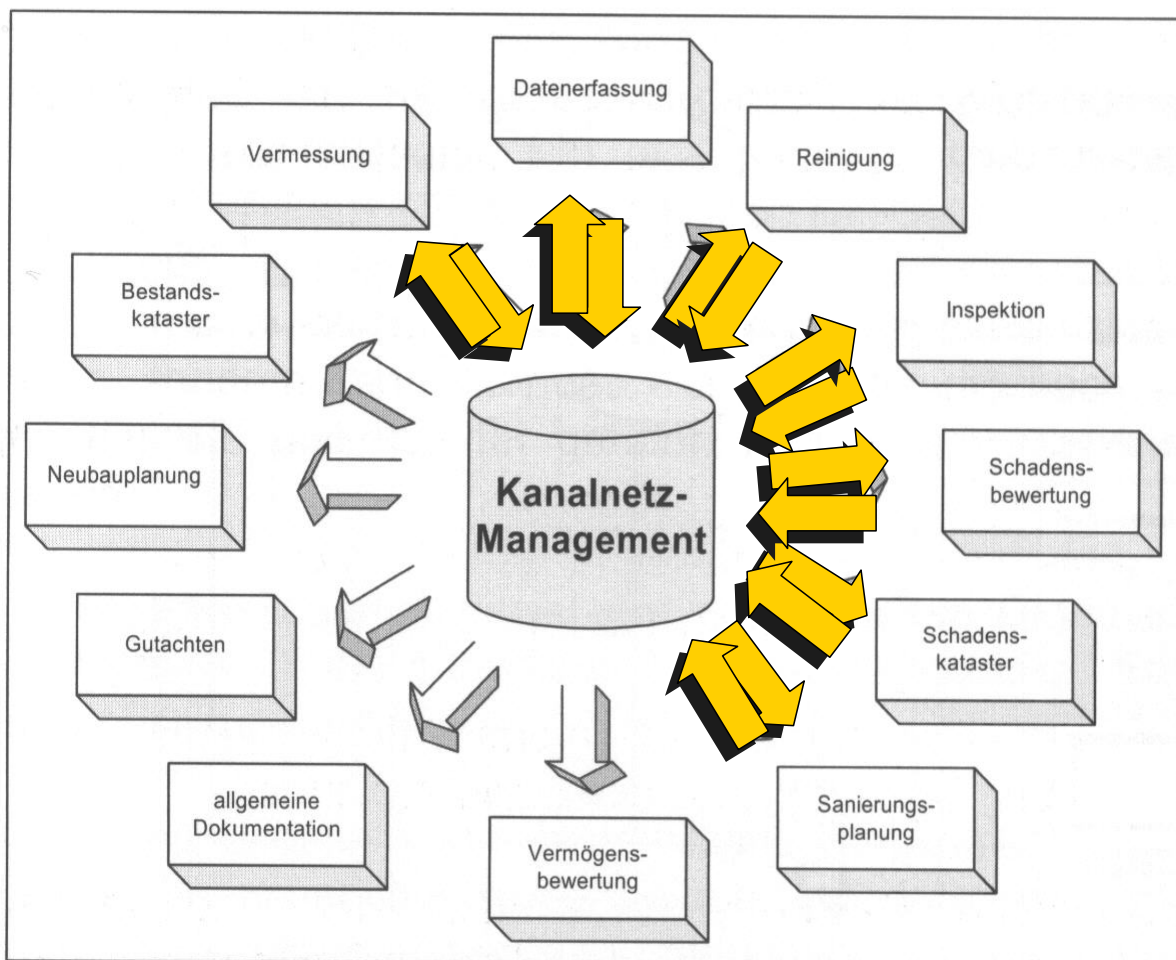 Datenerfassung
Vermessung
Reinigung
Bestands-
kataster
Inspektion
Neubauplanung
Kanalnetz-
Management
Schadens-
bewertung
Gutachten
Schadens-
kataster
allgemeine
Dokumentation
Vermögens-
bewertung
Sanierungs-
planung